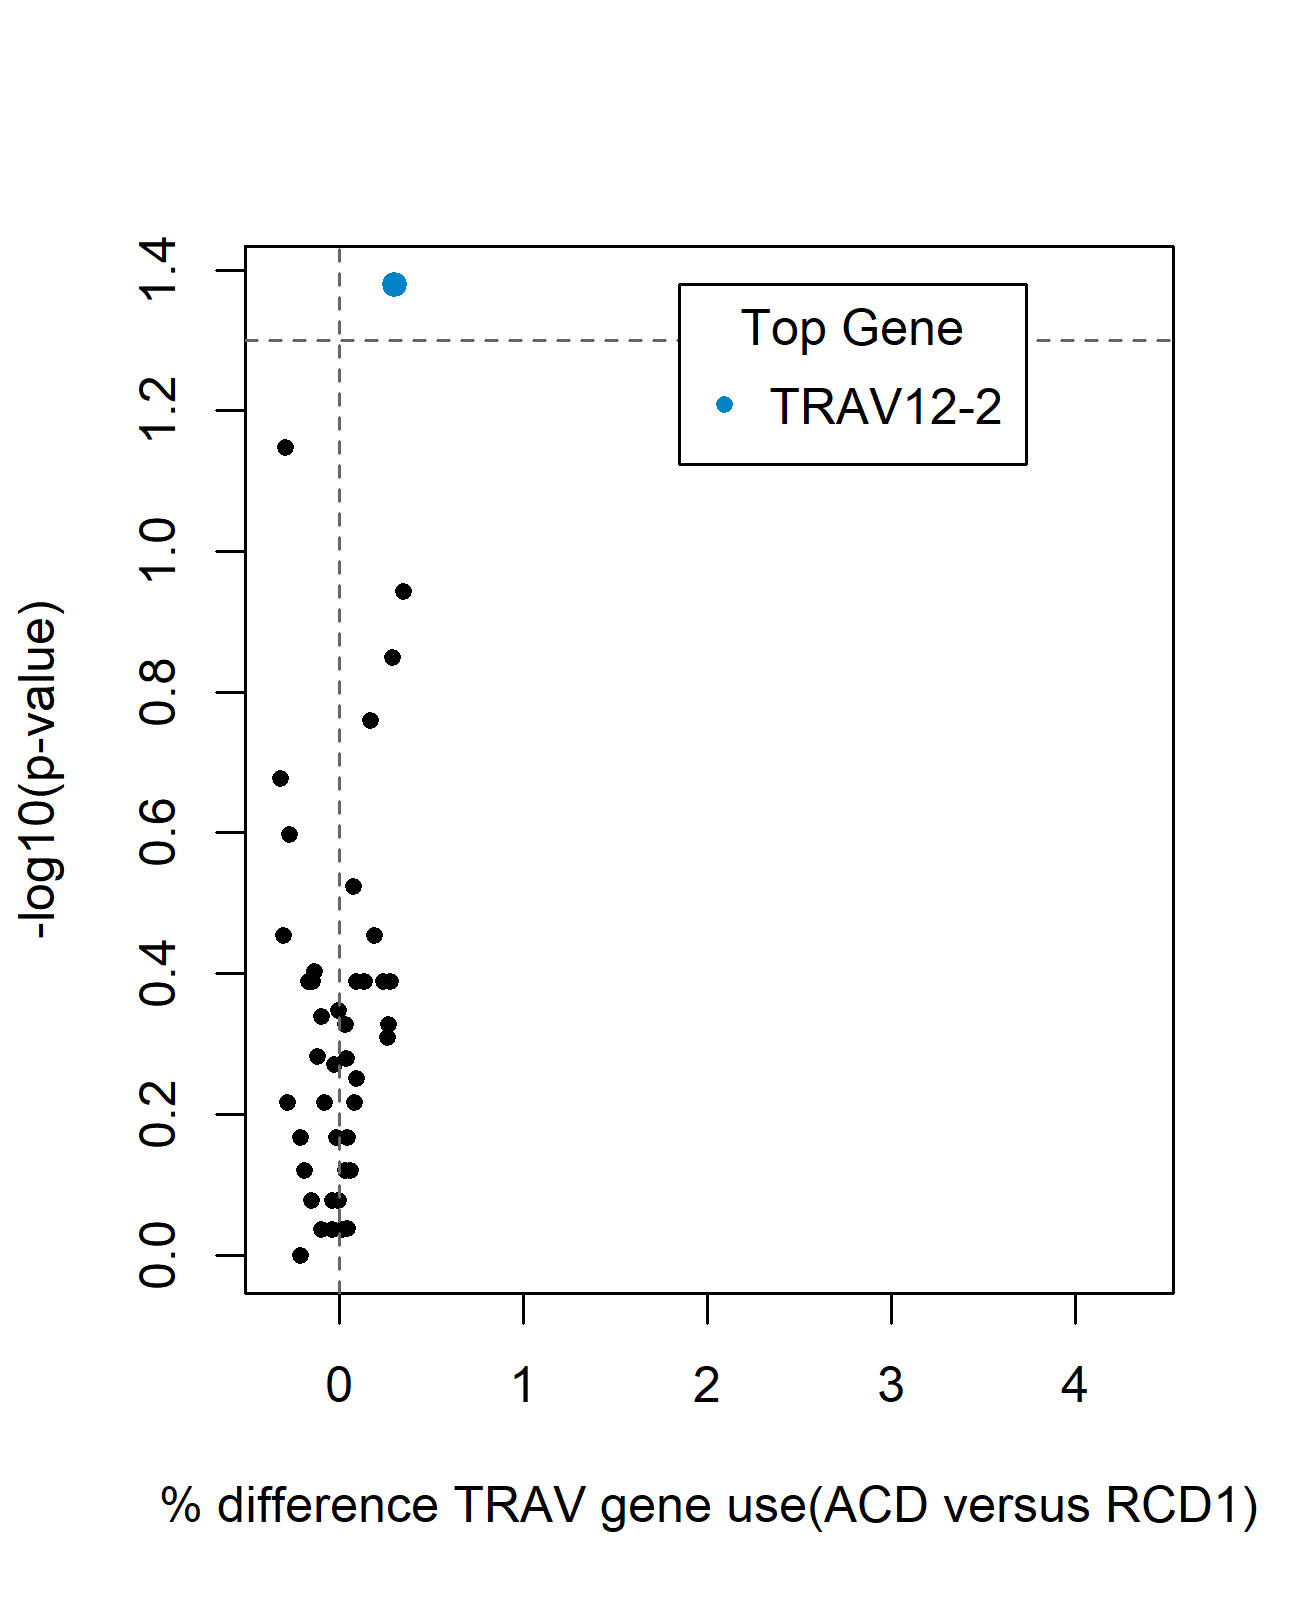 1.4
1.2
1.0
0.8
0.6
0.4
0.2
0.0
-log10(p-value)
Top Gene
TRAV12-2
0 1 2 3 4
% difference TRAV gene use(ACD versus RCD1)